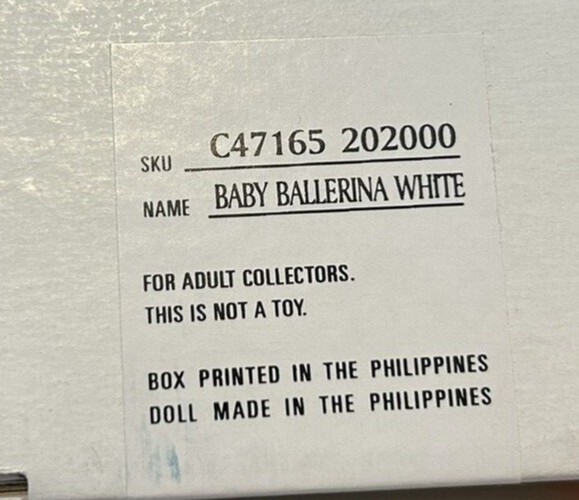 SKU C47165 202000
NAME BABY BALLERINA WHITE
FOR ADULT COLLECTORS.
THIS IS NOT A TOY.
BOX PRINTED IN THE PHILIPPINES
DOLL MADE IN THE PHILIPPINES